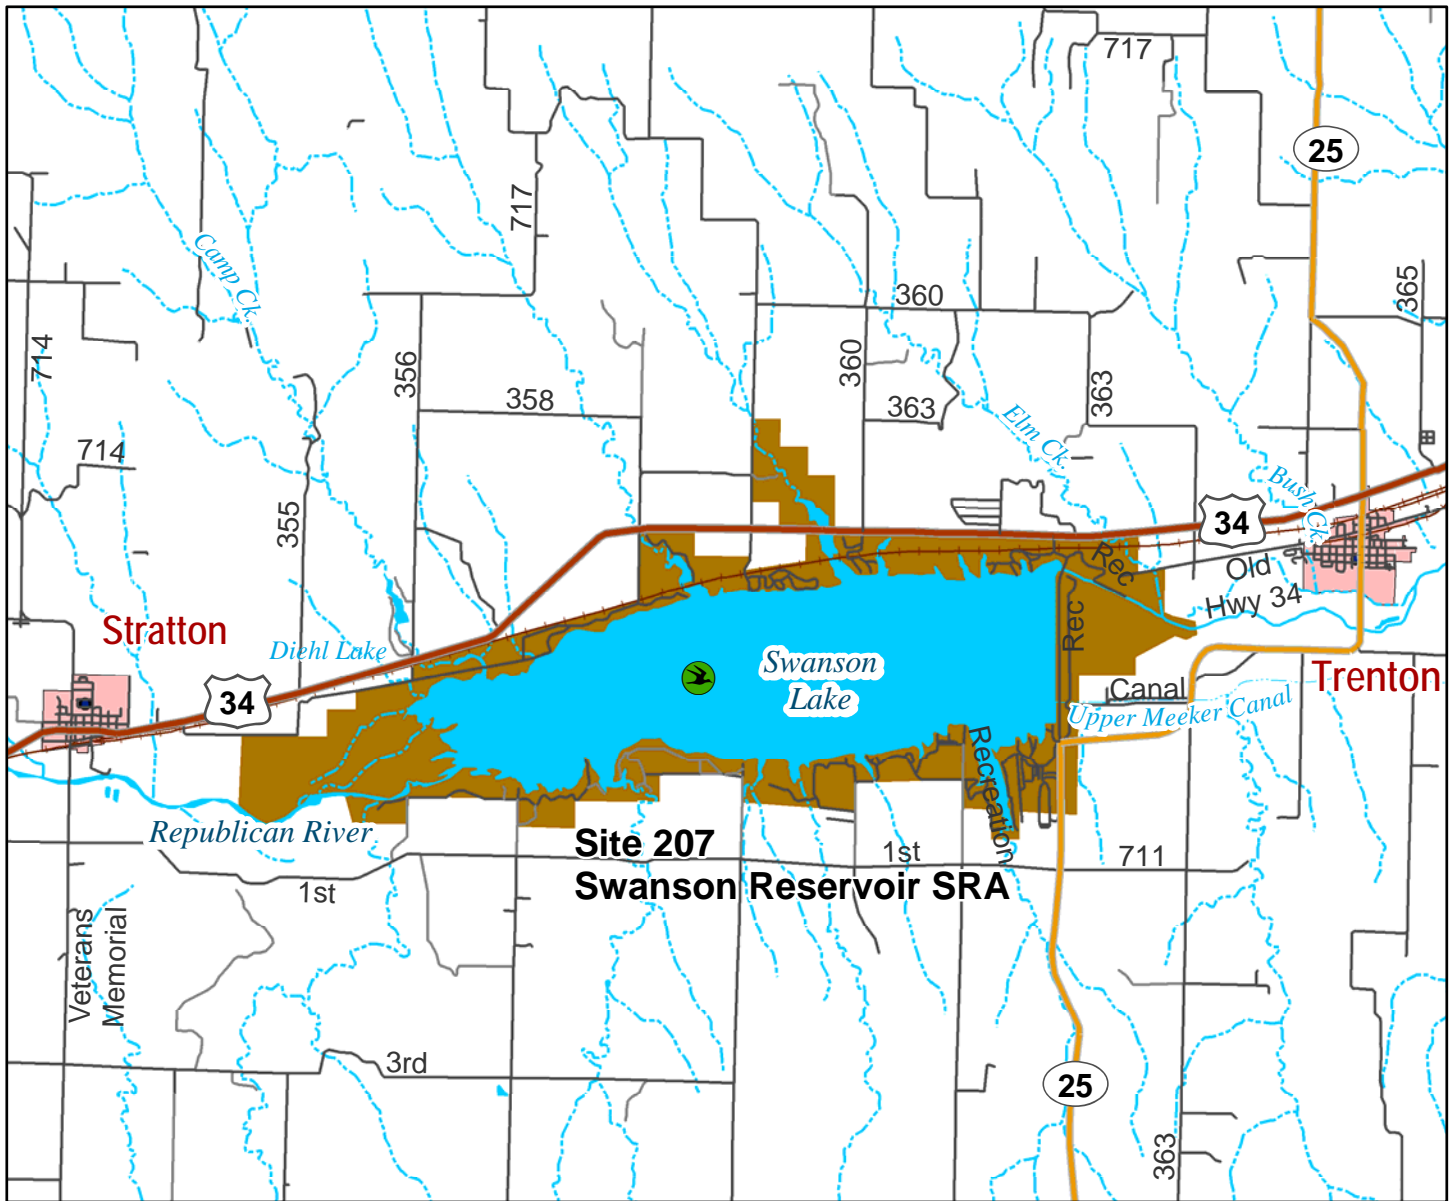 717
25
717
Camp Ck.
360
365
714
356
360
363
358
363
Elm Ck.
714
Bush Ck.
355
34
Rec
Old
Hwy 34
Stratton
Diehl Lake
Rec
Swanson
Lake
Trenton
34
Canal
Upper Meeker Canal
Recreation
Republican River
Site 207
Swanson Reservoir SRA
1st
711
1st
Veterans
Memorial
3rd
25
363